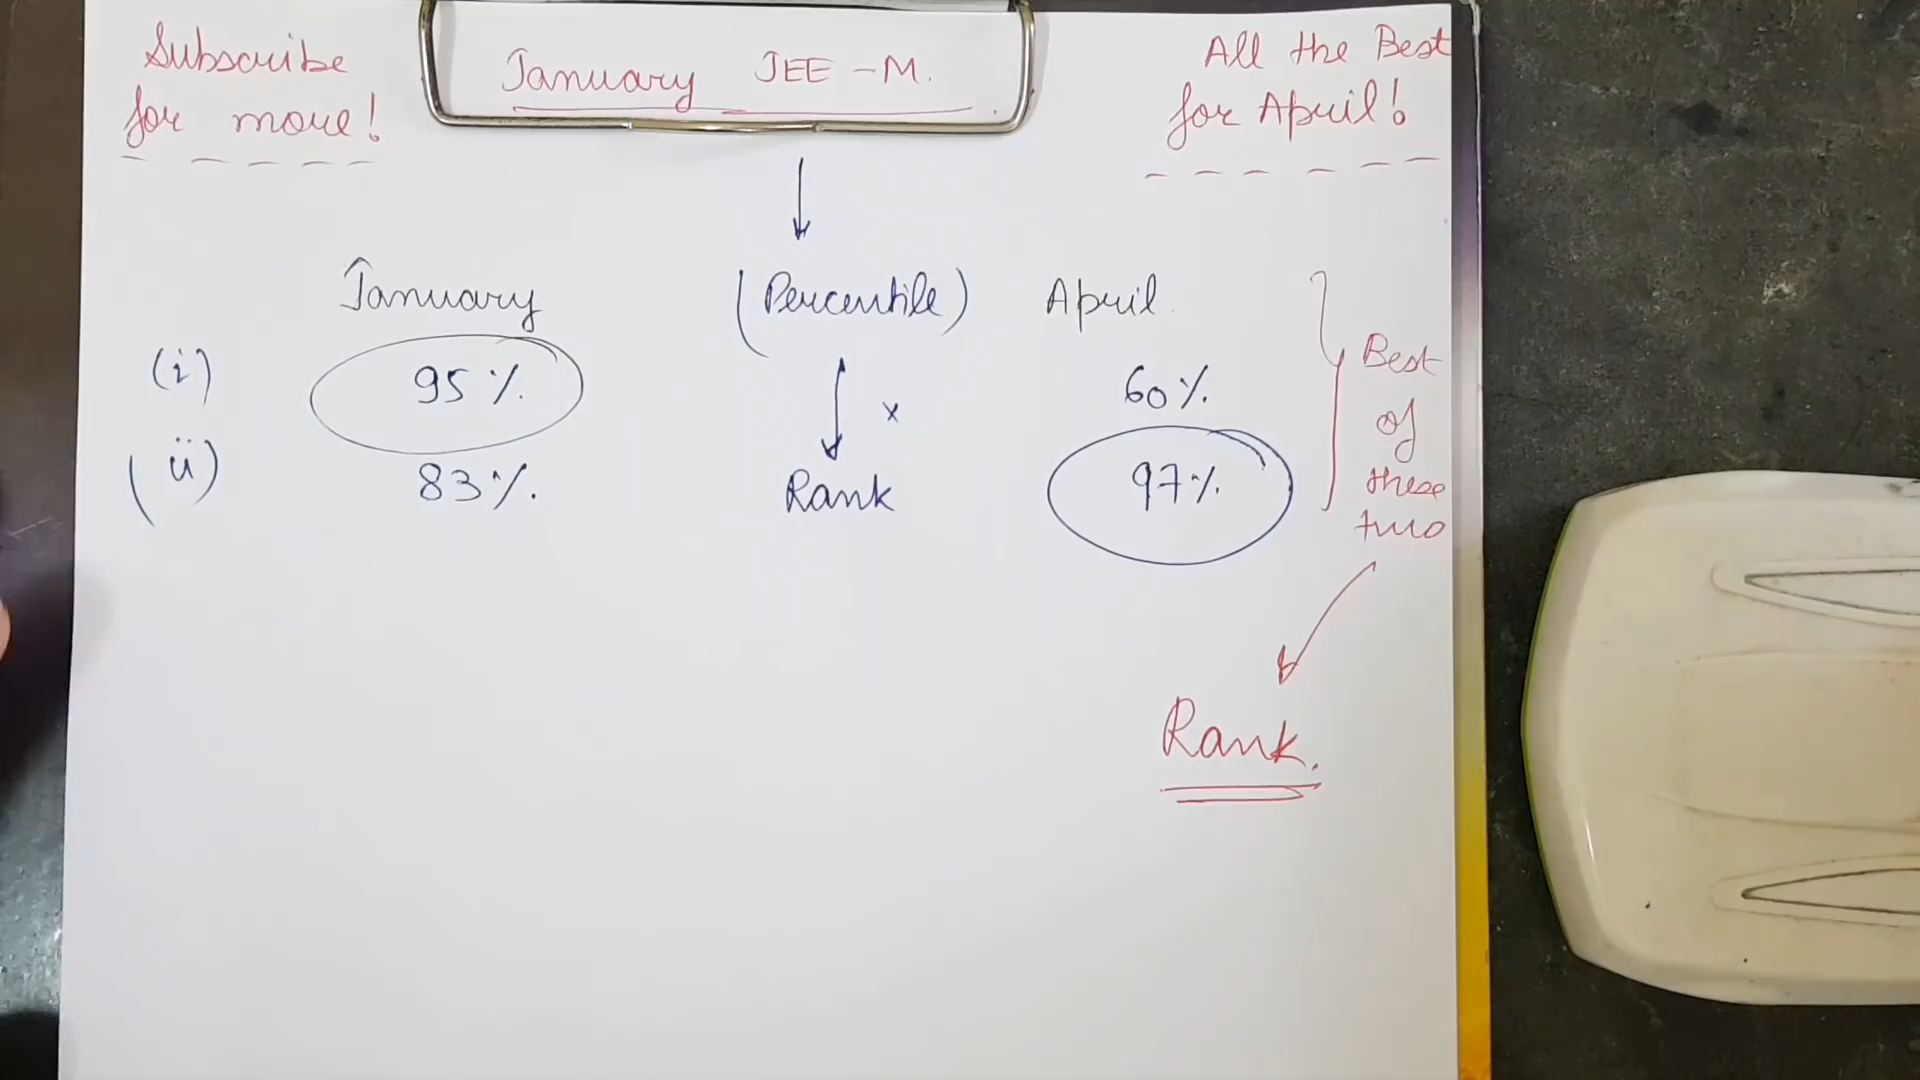 Subscribe
for more!
January JEE-M.
All the Best
for April!
January
(Percentile)
April
(i)
95%.
x
60%
(ii)
83%.
Rank
97%
Best
of
these
two
Rank.